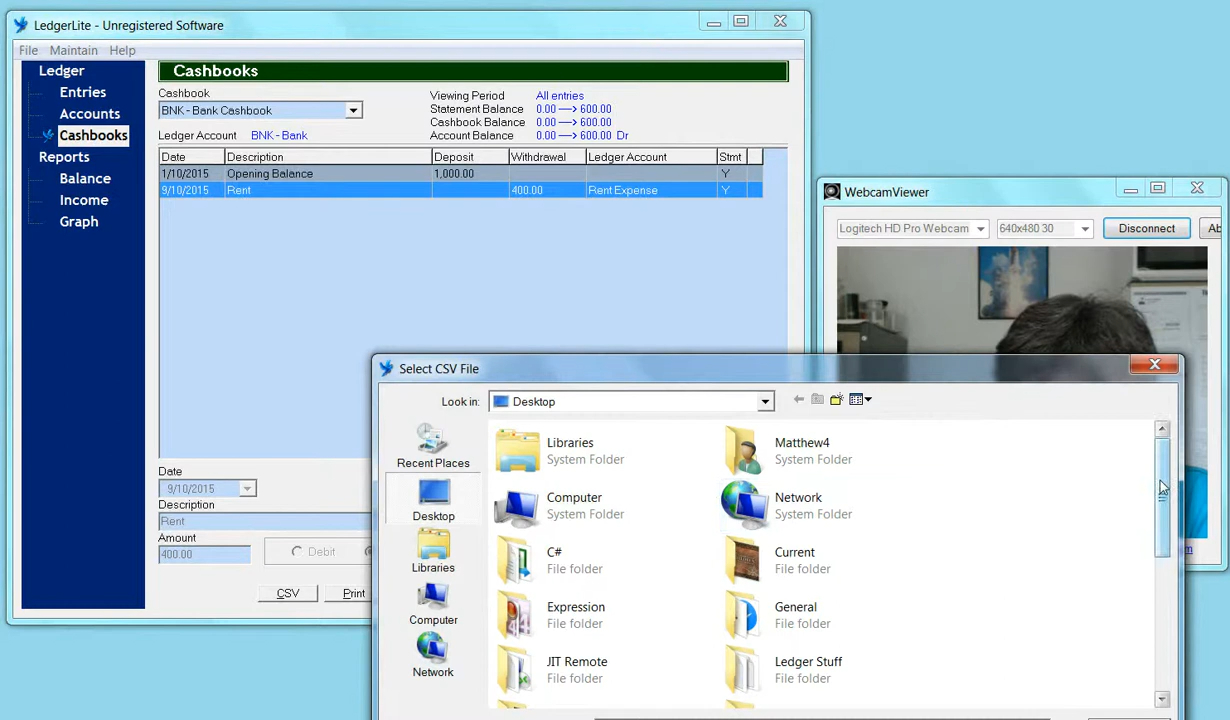 LedgerLite - Unregistered Software
File Maintain Help
Ledger
Entries
Accounts
Cashbooks
Reports
Balance
Income
Graph
Cashbooks
Cashbook
BNK - Bank Cashbook
Ledger Account BNK - Bank
Viewing Period All entries
Statement Balance 0.00 --> 600.00
Cashbook Balance 0.00 --> 600.00
Account Balance 0.00 --> 600.00 Dr
Date Description Deposit Withdrawal Ledger Account Stmt
1/10/2015 Opening Balance 1,000.00 Y
9/10/2015 Rent 400.00 Rent Expense Y
Date
9/10/2015
Description
Rent
Amount
400.00
Debit
CSV Print
WebcamViewer
Logitech HD Pro Webcam 640x480 30 Disconnect Ab
Select CSV File
Look in: Desktop
Recent Places
Desktop
Libraries
Computer
Network
Libraries
System Folder
Matthew4
System Folder
Computer
System Folder
Network
System Folder
C#
File folder
Current
File folder
Expression
File folder
General
File folder
JIT Remote
File folder
Ledger Stuff
File folder